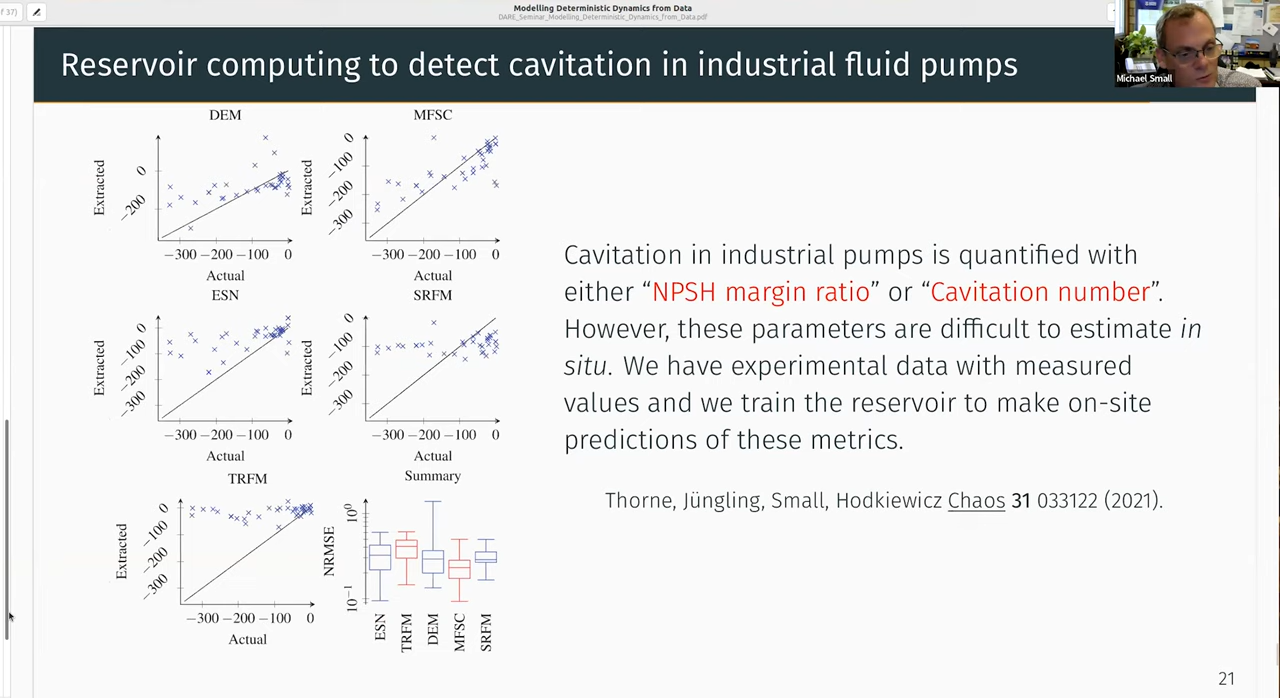 f 37)
Modelling Deterministic Dynamics from Data
DARE_Seminar_Modelling_Deterministic_Dynamics_from_Data.pdf
Michael Small
Reservoir computing to detect cavitation in industrial fluid pumps
DEM
Extracted
0
−200
−300 −200 −100 0
Actual
MFSC
Extracted
0
−100
−200
−300
−300 −200 −100 0
Actual
ESN
Extracted
0
−100
−200
−300
−300 −200 −100 0
Actual
SRFM
Extracted
0
−100
−200
−300
−300 −200 −100 0
Actual
TRFM
Extracted
0
−100
−200
−300
−300 −200 −100 0
Actual
Summary
NRMSE
10⁰
10⁻¹
ESN
TRFM
DEM
MFSC
SRFM
Cavitation in industrial pumps is quantified with
either “NPSH margin ratio” or “Cavitation number”.
However, these parameters are difficult to estimate in
situ. We have experimental data with measured
values and we train the reservoir to make on-site
predictions of these metrics.
Thorne, Jüngling, Small, Hodkiewicz Chaos 31 033122 (2021).
21